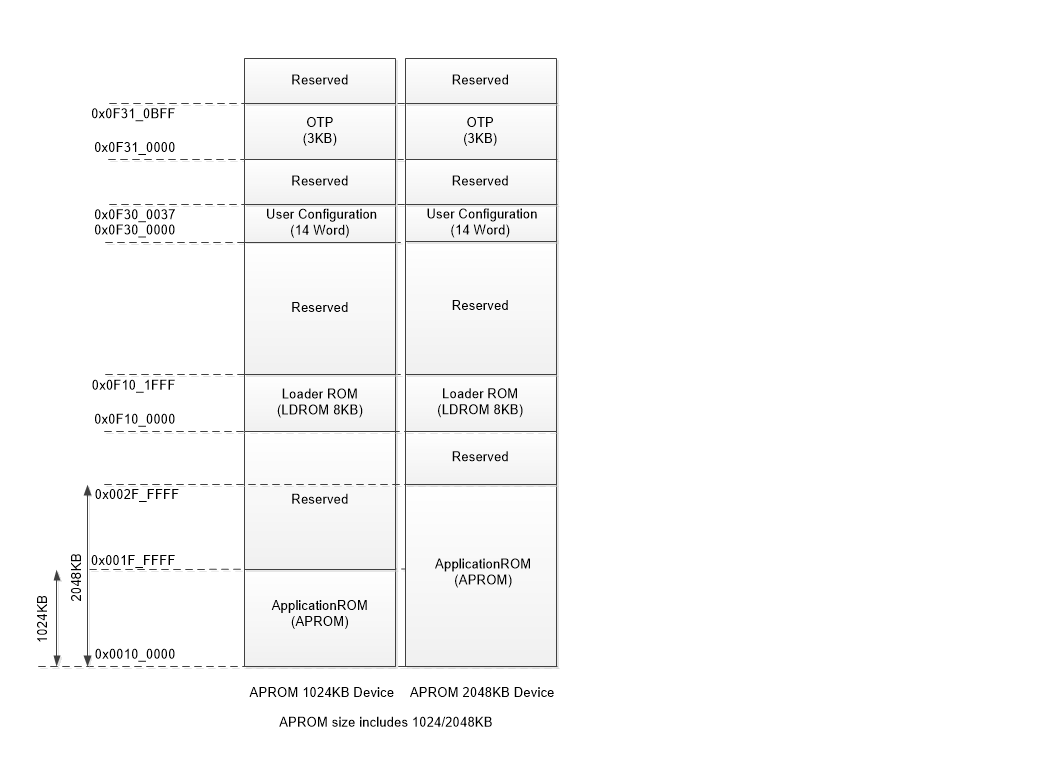 Reserved Reserved
0x0F31_0BFF
OTP OTP
(3KB) (3KB)
0x0F31_0000
Reserved Reserved
0x0F30_0037 User Configuration User Configuration
0x0F30_0000 (14 Word) (14 Word)
Reserved Reserved
0x0F10_1FFF
Loader ROM Loader ROM
(LDROM 8KB) (LDROM 8KB)
0x0F10_0000
Reserved
0x002F_FFFF
Reserved
0x001F_FFFF
ApplicationROM
(APROM)
2048KB
1024KB
ApplicationROM
(APROM)
0x0010_0000
APROM 1024KB Device APROM 2048KB Device
APROM size includes 1024/2048KB